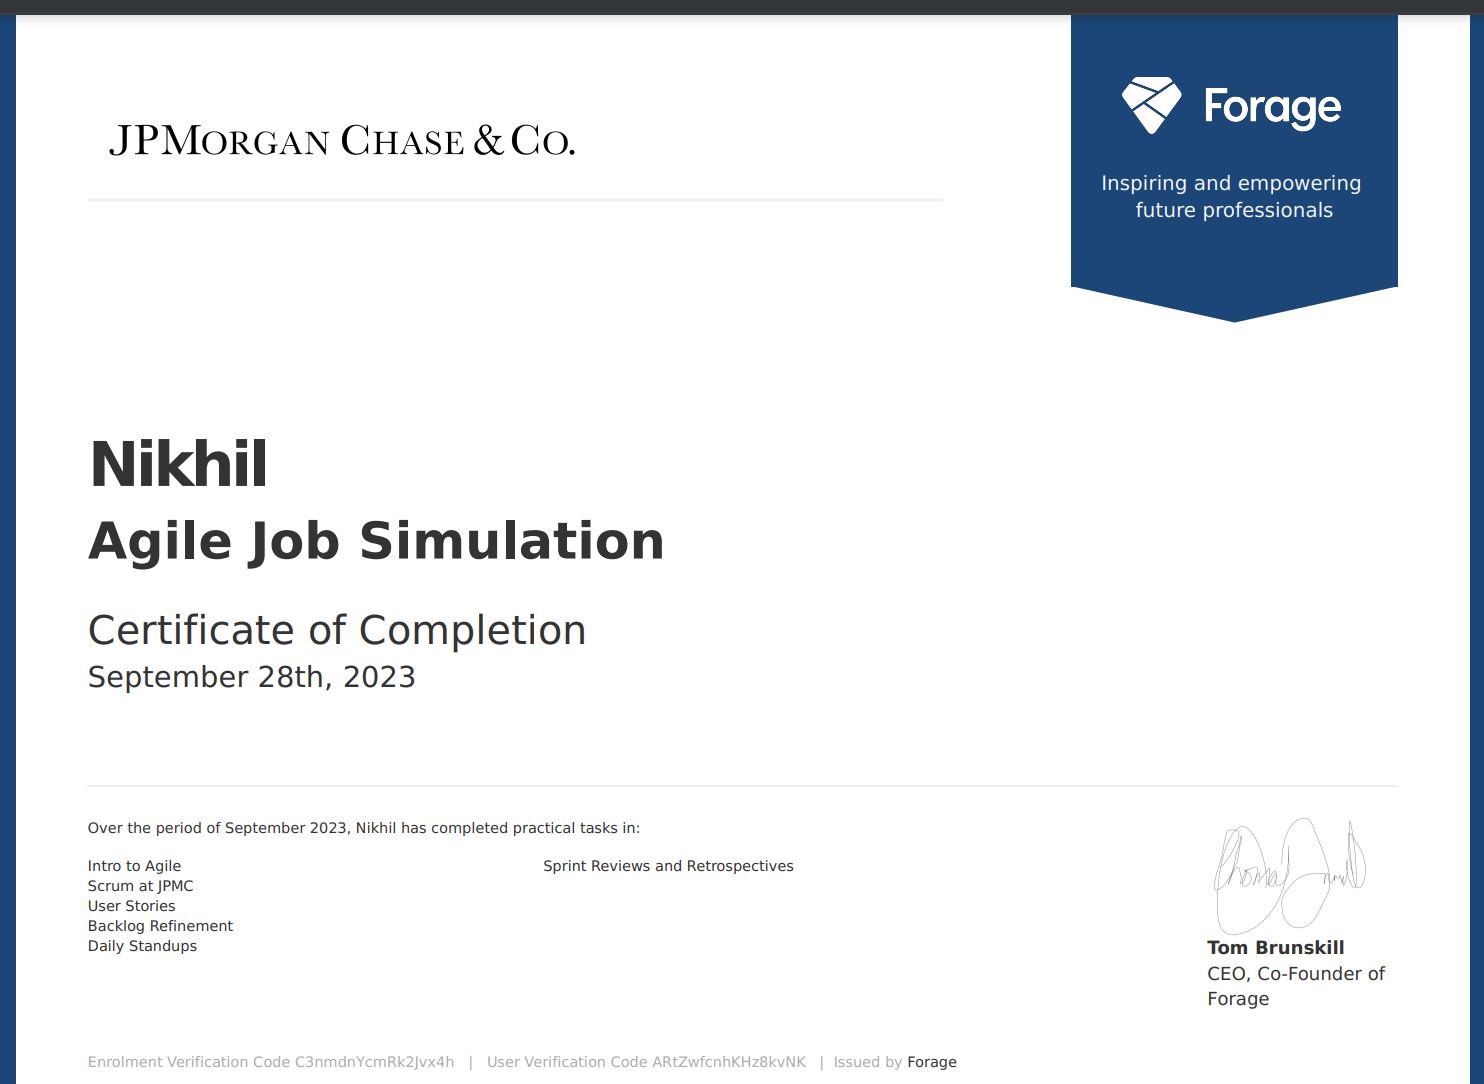 JPMORGAN CHASE & CO.
Forage
Inspiring and empowering
future professionals
Nikhil
Agile Job Simulation
Certificate of Completion
September 28th, 2023
Over the period of September 2023, Nikhil has completed practical tasks in:
Intro to Agile
Scrum at JPMC
User Stories
Backlog Refinement
Daily Standups
Sprint Reviews and Retrospectives
Tom Brunskill
CEO, Co-Founder of
Forage
Enrolment Verification Code C3nmdnYcmRk2Jvx4h | User Verification Code ARtZwfcnhKHz8kvNK | Issued by Forage